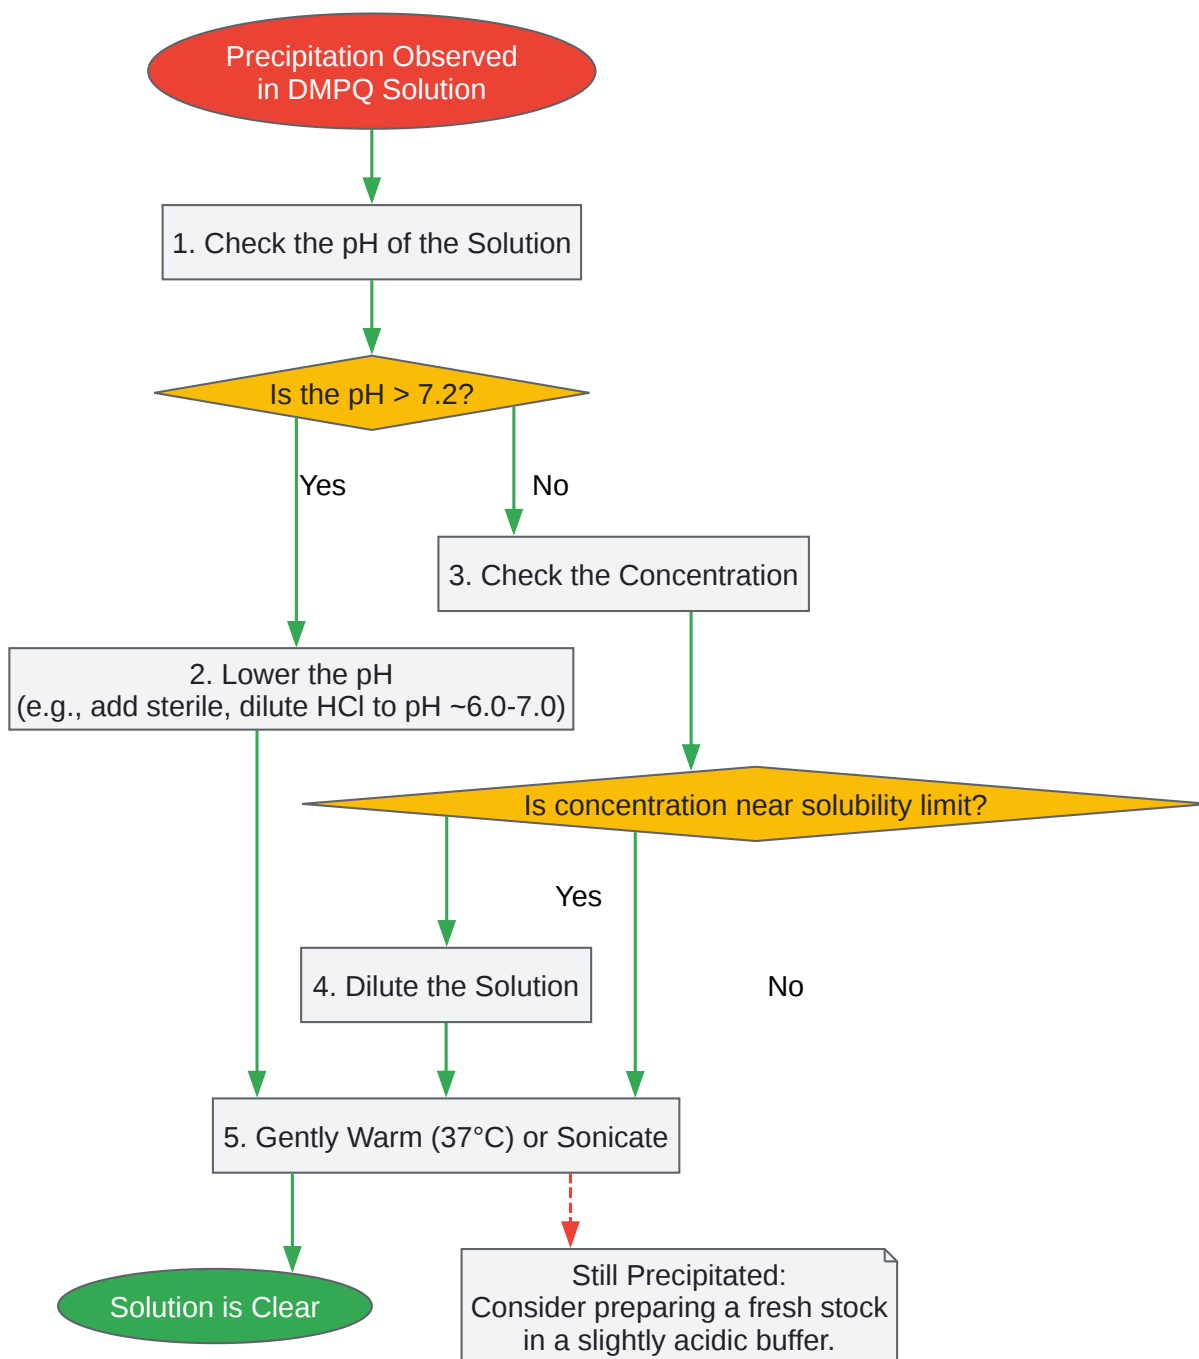 Precipitation Observed
in DMPQ Solution
1. Check the pH of the Solution
Is the pH > 7.2?
Yes
No
3. Check the Concentration
2. Lower the pH
(e.g., add sterile, dilute HCl to pH ~6.0-7.0)
Is concentration near solubility limit?
Yes
4. Dilute the Solution
No
5. Gently Warm (37°C) or Sonicate
Solution is Clear
Still Precipitated:
Consider preparing a fresh stock
in a slightly acidic buffer.